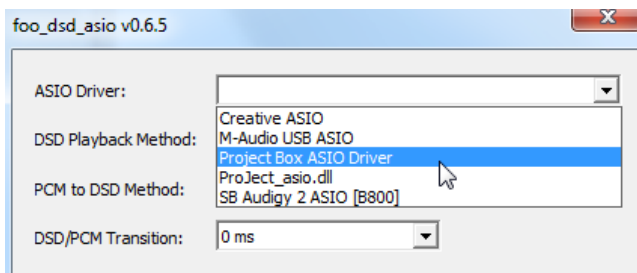 foo_dsd_asio v0.6.5
ASIO Driver:
Creative ASIO
M-Audio USB ASIO
DSD Playback Method:
Project Box ASIO Driver
ProJect_asio.dll
PCM to DSD Method:
SB Audigy 2 ASIO [B800]
DSD/PCM Transition: 0 ms